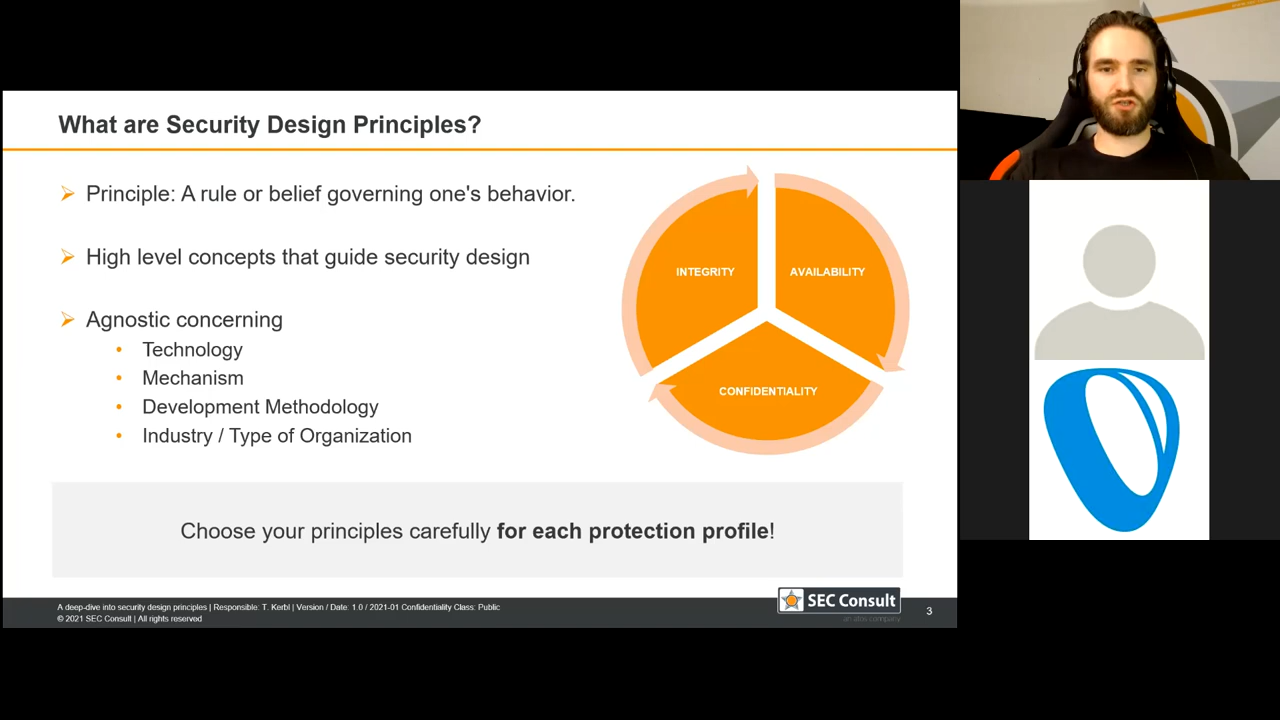 What are Security Design Principles?
Principle: A rule or belief governing one's behavior.
High level concepts that guide security design
Agnostic concerning
Technology
Mechanism
Development Methodology
Industry / Type of Organization
INTEGRITY
AVAILABILITY
CONFIDENTIALITY
Choose your principles carefully for each protection profile!
A deep-dive into security design principles | Responsible: T. Kerbl | Version / Date: 1.0 / 2021-01 Confidentiality Class: Public
© 2021 SEC Consult | All rights reserved
SEC Consult
an atos company
3